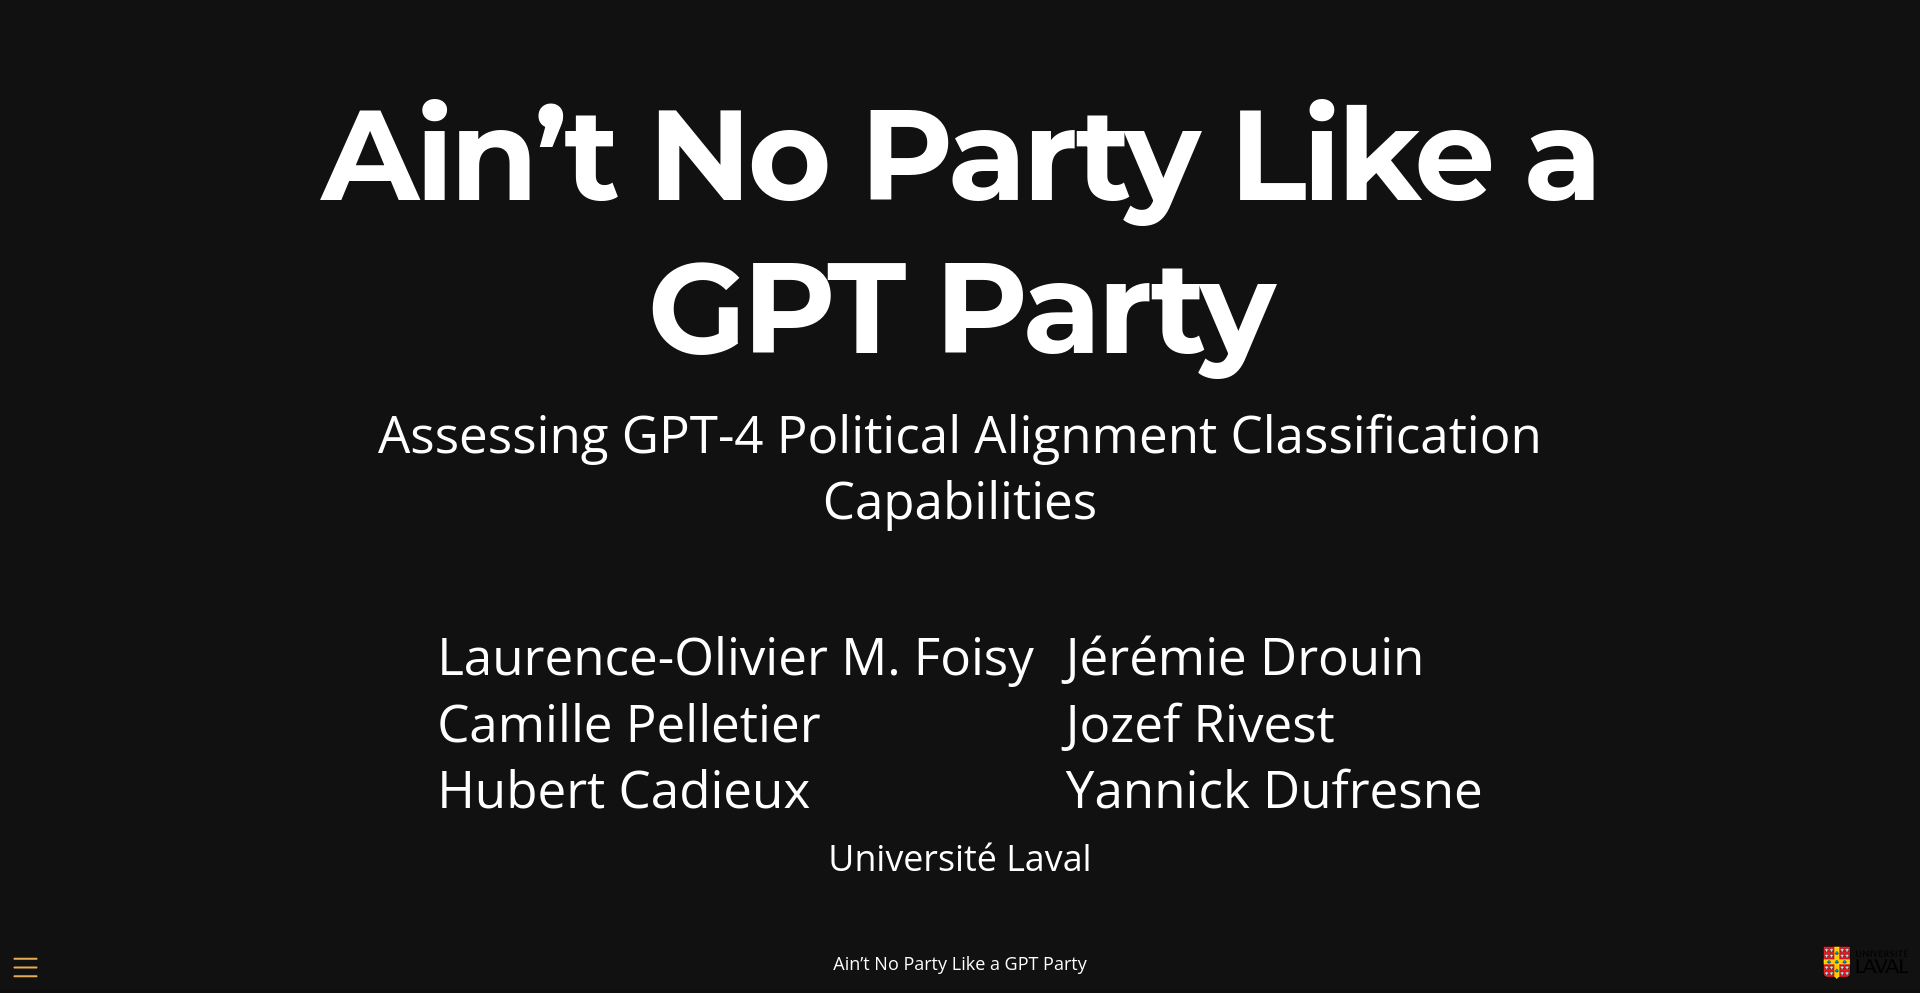 Ain’t No Party Like a
GPT Party
Assessing GPT-4 Political Alignment Classification
Capabilities
Laurence-Olivier M. Foisy Jérémie Drouin
Camille Pelletier Jozef Rivest
Hubert Cadieux Yannick Dufresne
Université Laval
Ain’t No Party Like a GPT Party
UNIVERSITÉ
LAVAL